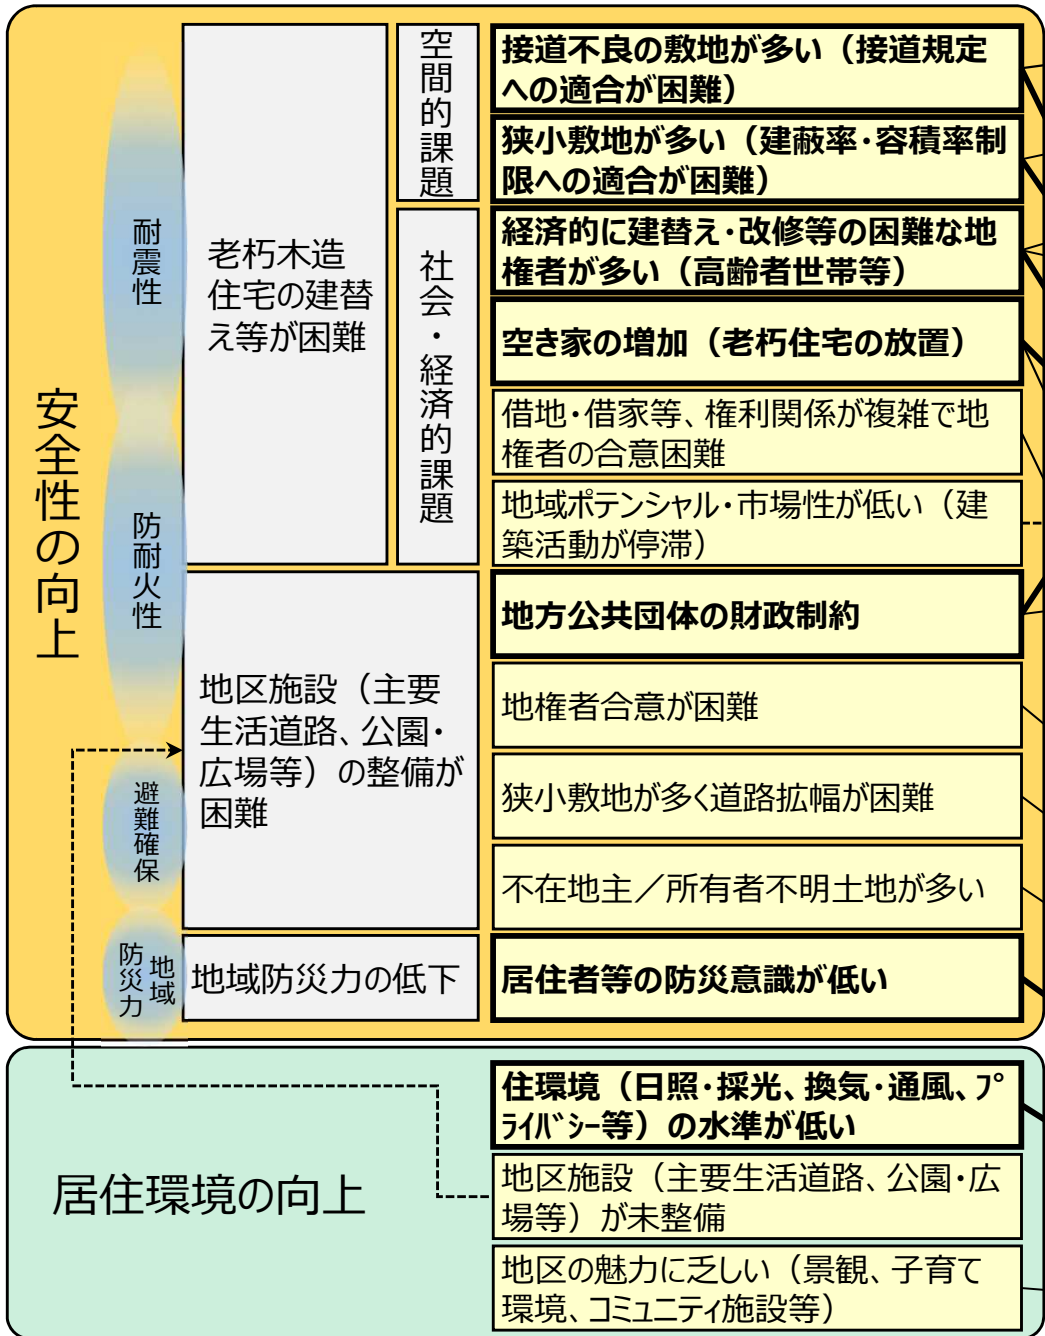 安全性の向上
耐震性
防耐火性
避難確保
地域
防災力
老朽木造
住宅の建替
え等が困難
空間的課題
接道不良の敷地が多い（接道規定
への適合が困難）
狭小敷地が多い（建蔽率・容積率制
限への適合が困難）
社会・経済的課題
経済的に建替え・改修等の困難な地
権者が多い（高齢者世帯等）
空き家の増加（老朽住宅の放置）
借地・借家等、権利関係が複雑で地
権者の合意困難
地域ポテンシャル・市場性が低い（建
築活動が停滞）
地区施設（主要
生活道路、公園・
広場等）の整備が
困難
地方公共団体の財政制約
地権者合意が困難
狭小敷地が多く道路拡幅が困難
不在地主／所有者不明土地が多い
地域防災力の低下
居住者等の防災意識が低い
居住環境の向上
住環境（日照・採光、換気・通風、ﾌﾟ
ﾗｲﾊﾞｼｰ等）の水準が低い
地区施設（主要生活道路、公園・広
場等）が未整備
地区の魅力に乏しい（景観、子育て
環境、コミュニティ施設等）